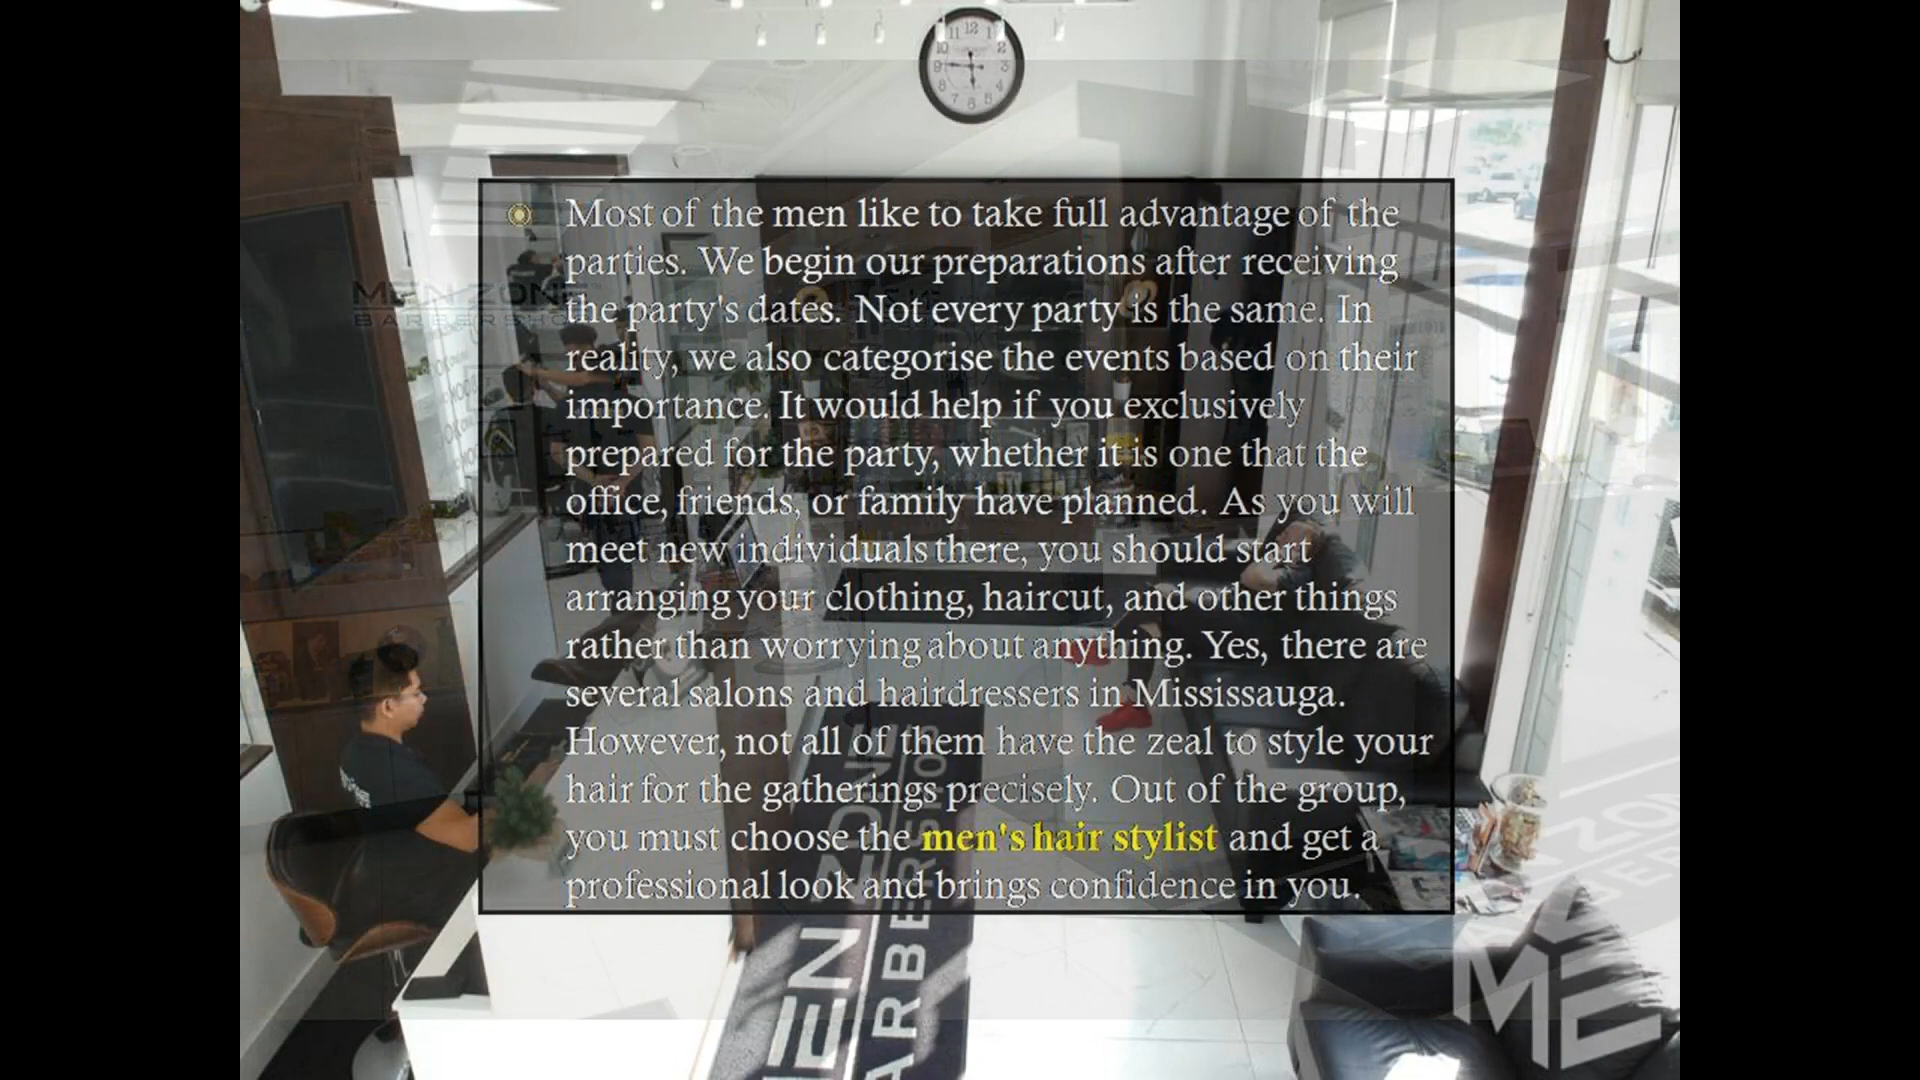 Most of the men like to take full advantage of the
parties. We begin our preparations after receiving
the party's dates. Not every party is the same. In
reality, we also categorise the events based on their
importance. It would help if you exclusively
prepared for the party, whether it is one that the
office, friends, or family have planned. As you will
meet new individuals there, you should start
arranging your clothing, haircut, and other things
rather than worrying about anything. Yes, there are
several salons and hairdressers in Mississauga.
However, not all of them have the zeal to style your
hair for the gatherings precisely. Out of the group,
you must choose the men's hair stylist and get a
professional look and brings confidence in you.
MEN ZONE
BARBERSHO
MEN ZONE
BARBERSHOP